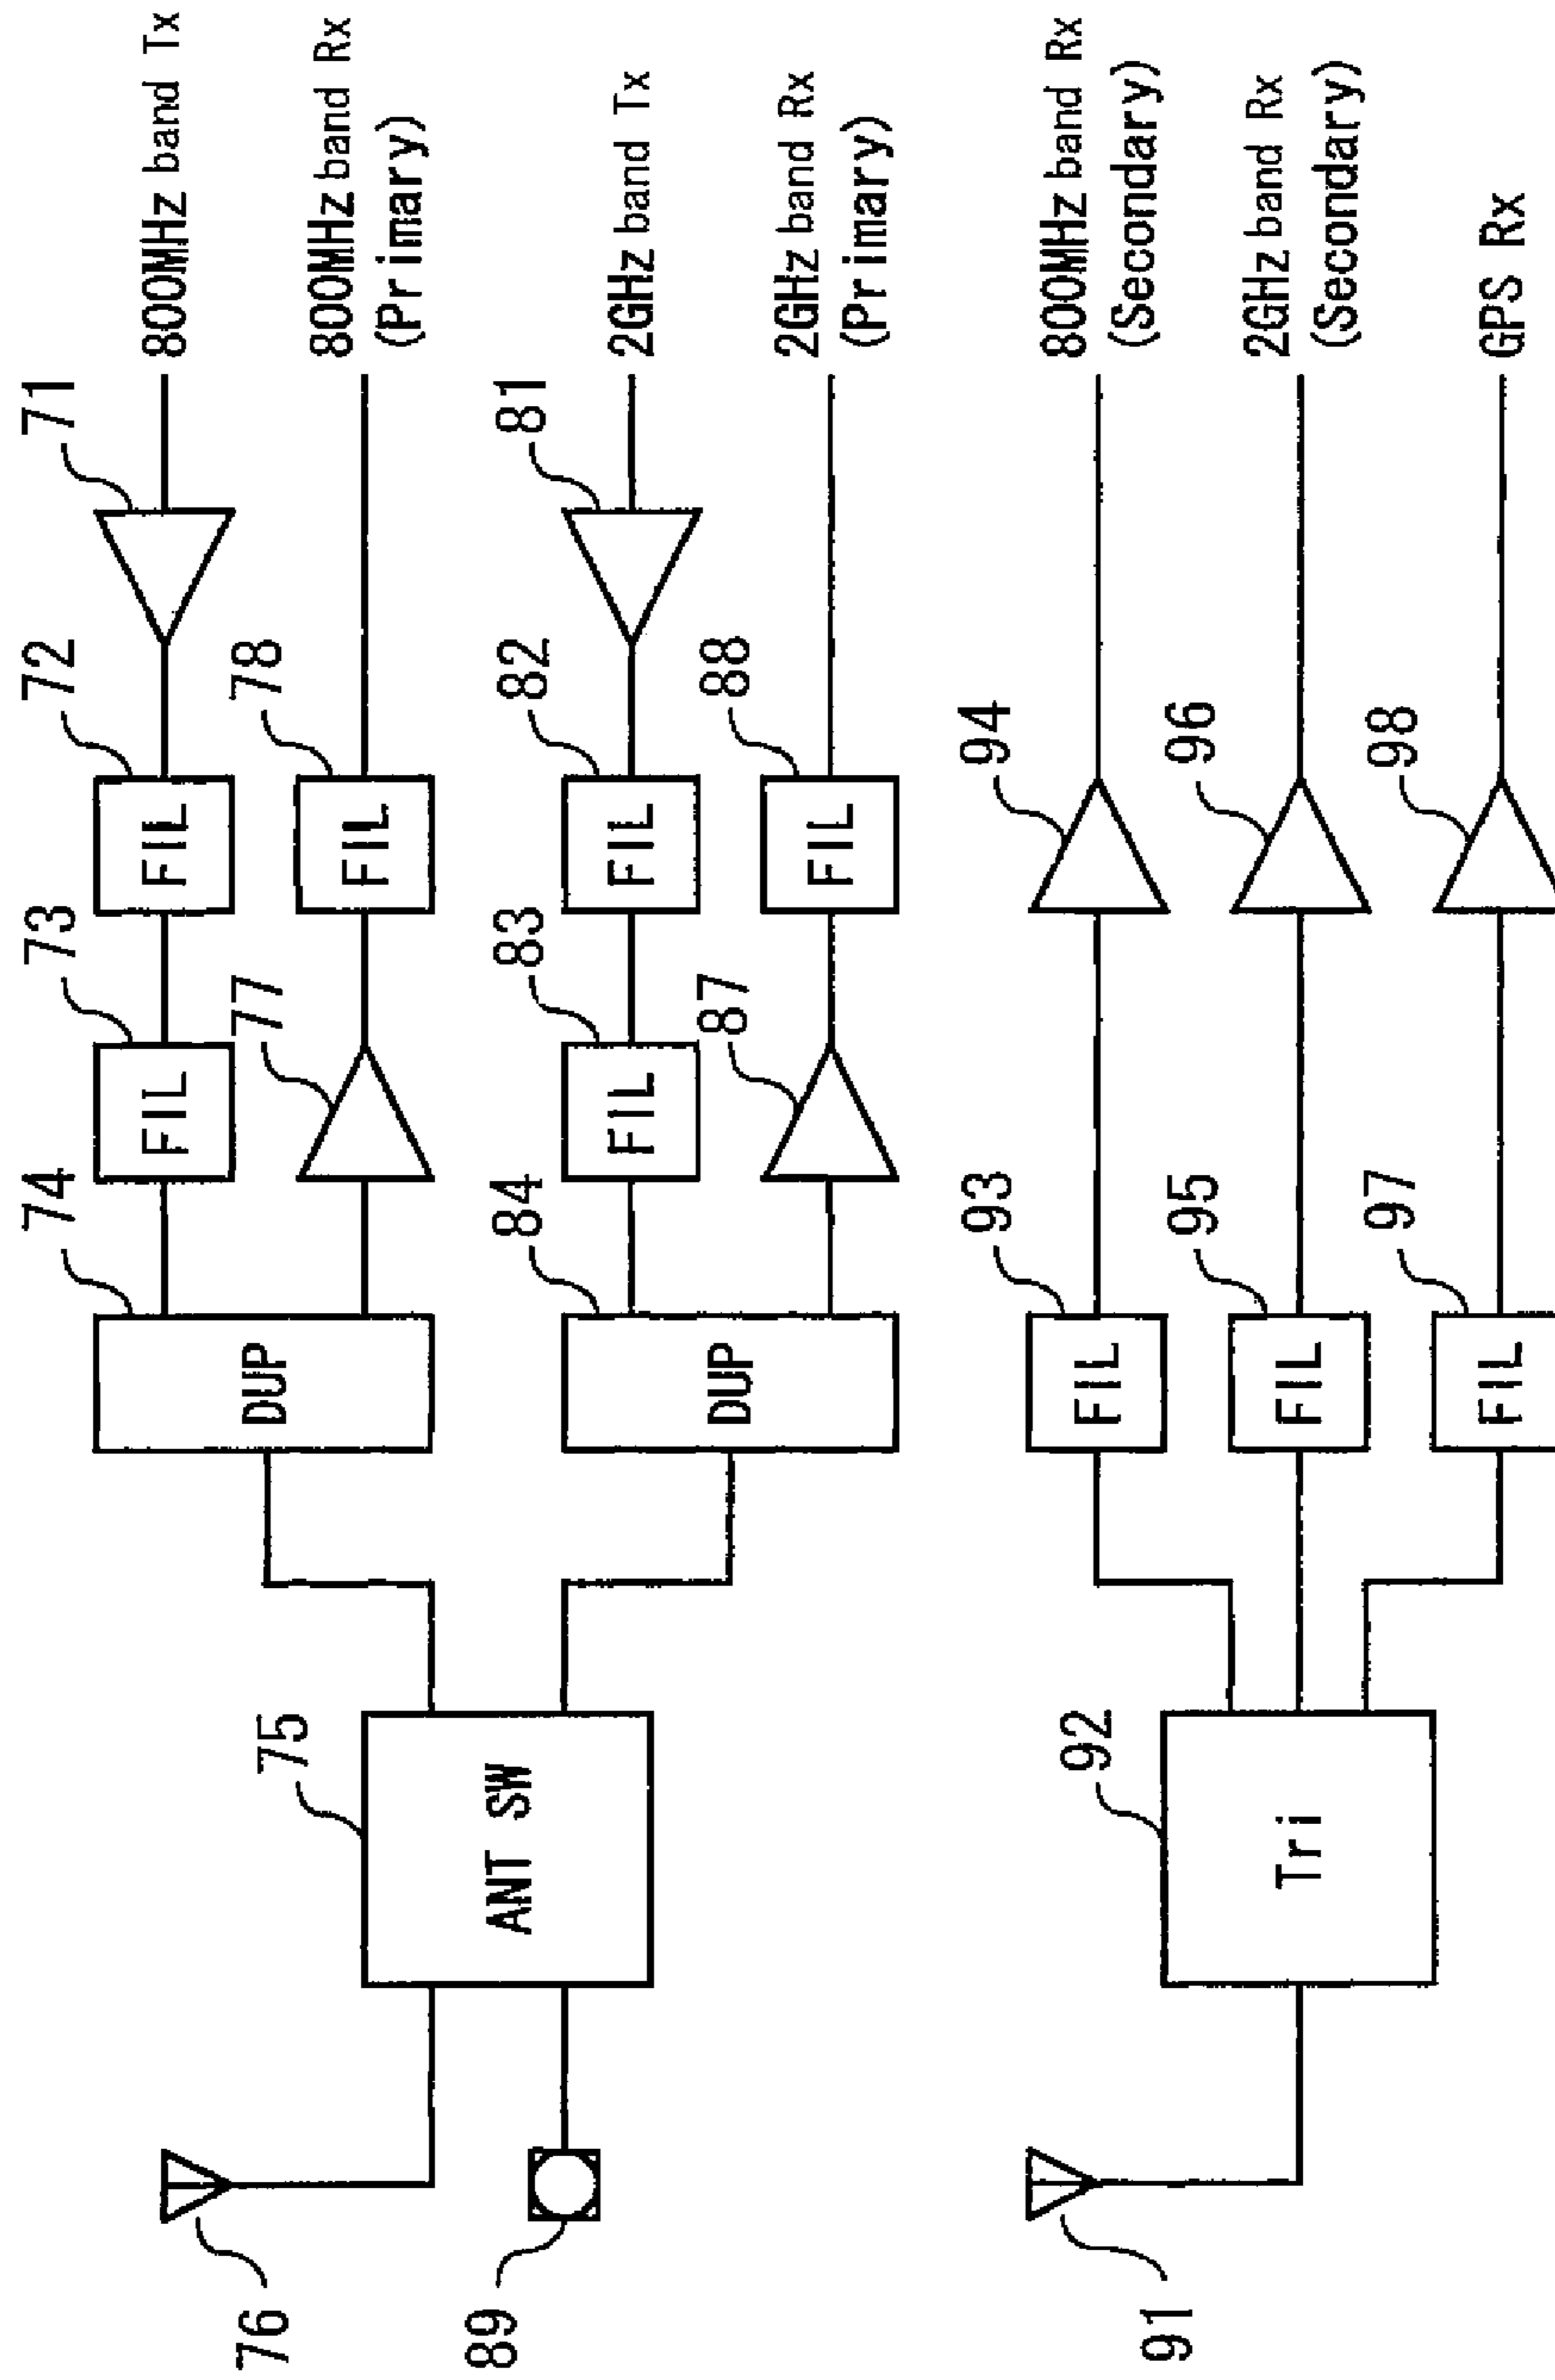 71
800MHz band Tx
72
73
74
FIL
FIL
800MHz band Rx
(Primary)
77
78
DUP
FIL
75
76
ANT SW
81
2GHz band Tx
82
83
84
FIL
FIL
2GHz band Rx
(Primary)
87
88
DUP
FIL
89
94
800MHz band Rx
(Secondary)
93
FIL
96
2GHz band Rx
(Secondary)
95
FIL
92
Tri
98
GPS Rx
97
FIL
91